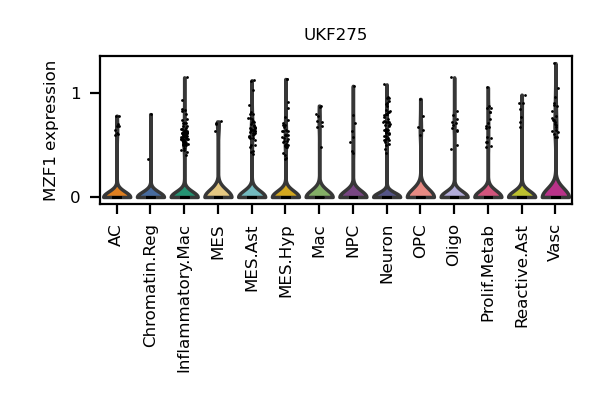 UKF275
MZF1 expression
1
0
AC
Chromatin.Reg
Inflammatory.Mac
MES
MES.Ast
MES.Hyp
Mac
NPC
Neuron
OPC
Oligo
Prolif.Metab
Reactive.Ast
Vasc